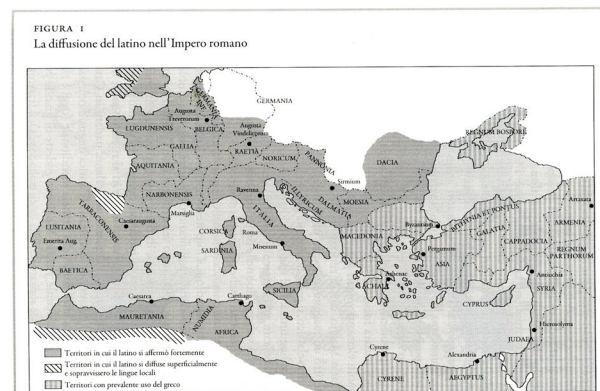 FIGURA 1
La diffusione del latino nell'Impero romano
GERMANIA
GERMANIA INF.
Augusta
Treverorum
BELGICA
LUGDUNENSIS
Augusta
Vindelicorum
GALLIA
RAETIA
NORICUM
PANNONIA
REGNUM BOSPORI
AQUITANIA
DACIA
Sirmium
NARBONENSIS
Ravenna
ILLYRICUM
DALMATIA
MOESIA
TARRACONENSIS
Marsiglia
ITALIA
Artaxata
LUSITANIA
Caesaraugusta
CORSICA
Roma
Byzantium
BITHINIA ET PONTUS
ARMENIA
Emerita Aug.
SARDINIA
Misenum
MACEDONIA
GALATIA
CAPPADOCIA
Pergamum
ASIA
REGNUM
PARTHORUM
BAETICA
Athenae
ACHAIA
SICILIA
Antiochia
SYRIA
Caesarea
Carthago
CYPRUS
MAURETANIA
NUMIDIA
AFRICA
Hierosolyma
JUDAEA
Cyrene
Alexandria
CYRENE
AEGYPTUS
Territori in cui il latino si affermò fortemente
Territori in cui il latino si diffuse superficialmente
e sopravvissero le lingue locali
Territori con prevalente uso del greco